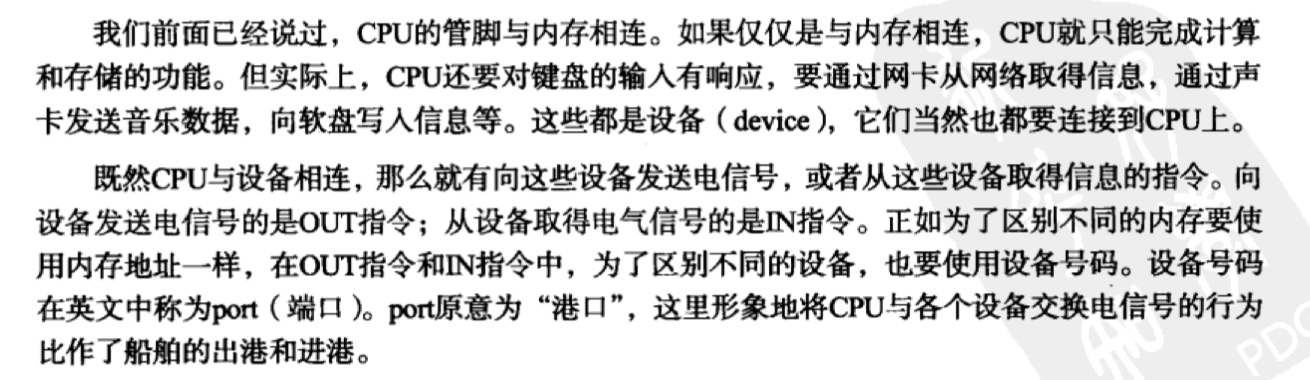 我们前面已经说过，CPU的管脚与内存相连。如果仅仅是与内存相连，CPU就只能完成计算
和存储的功能。但实际上，CPU还要对键盘的输入有响应，要通过网卡从网络取得信息，通过声
卡发送音乐数据，向软盘写入信息等。这些都是设备（device），它们当然也都要连接到CPU上。
既然CPU与设备相连，那么就有向这些设备发送电信号，或者从这些设备取得信息的指令。向
设备发送电信号的是OUT指令；从设备取得电气信号的是IN指令。正如为了区别不同的内存要使
用内存地址一样，在OUT指令和IN指令中，为了区别不同的设备，也要使用设备号码。设备号码
在英文中称为port（端口）。port原意为“港口”，这里形象地将CPU与各个设备交换电信号的行为
比作了船舶的出港和进港。